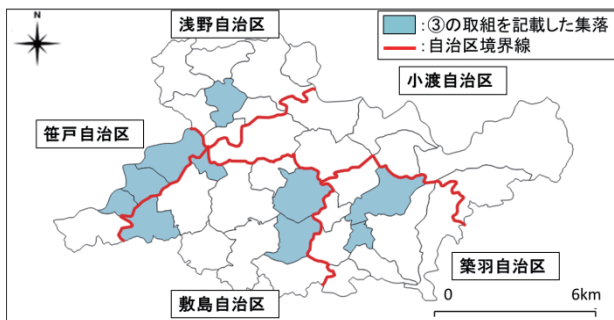 N
浅野自治区
:③の取組を記載した集落
:自治区境界線
小渡自治区
笹戸自治区
築羽自治区
敷島自治区
0 6km